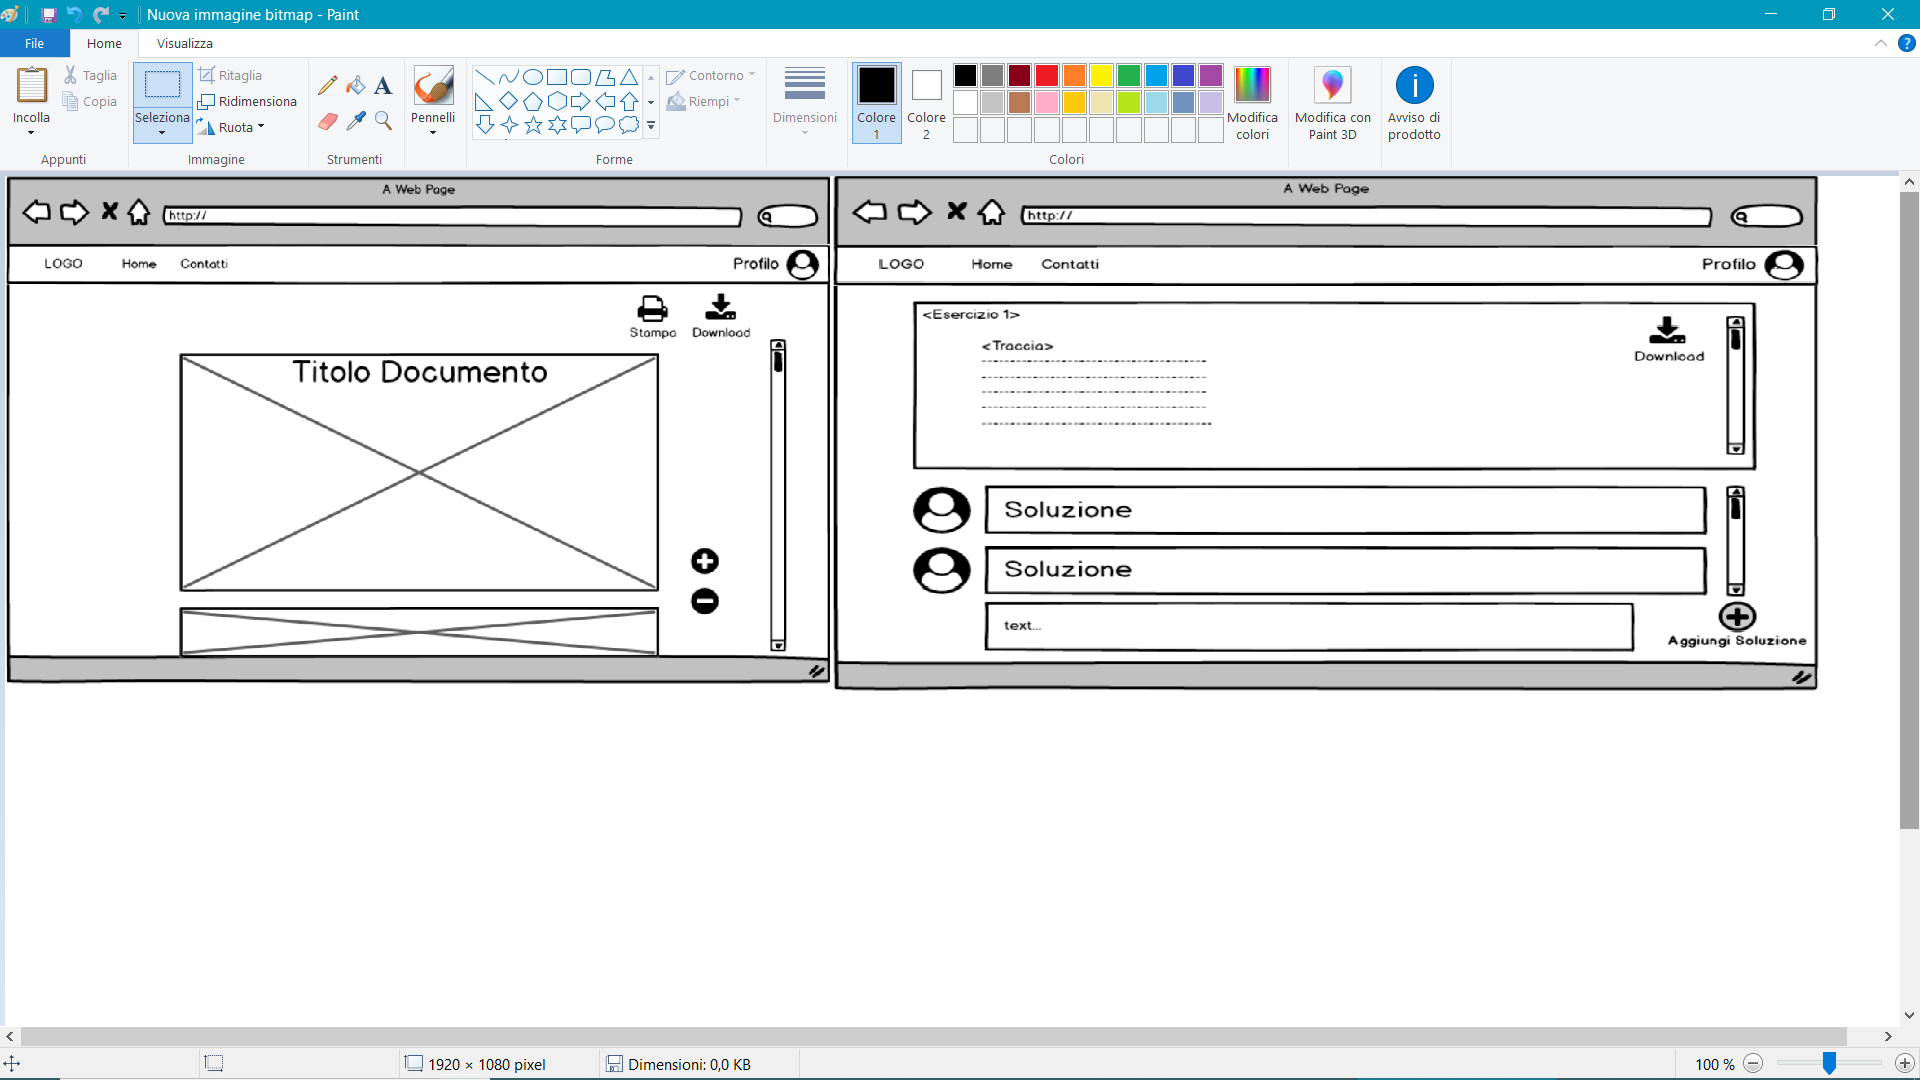 Nuova immagine bitmap - Paint
File Home Visualizza
Incolla
Taglia
Copia
Appunti
Seleziona
Ritaglia
Ridimensiona
Ruota
Immagine
A
Strumenti
Pennelli
Contorno
Riempi
Forme
Dimensioni
Colore 1
Colore 2
Modifica colori
Colori
Modifica con Paint 3D
Avviso di prodotto
A Web Page
http://
LOGO Home Contatti Profilo
Stampa Download
Titolo Documento
A Web Page
http://
LOGO Home Contatti Profilo
<Esercizio 1>
<Traccia>
Download
Soluzione
Soluzione
text...
Aggiungi Soluzione
1920 × 1080 pixel
Dimensioni: 0,0 KB
100 %